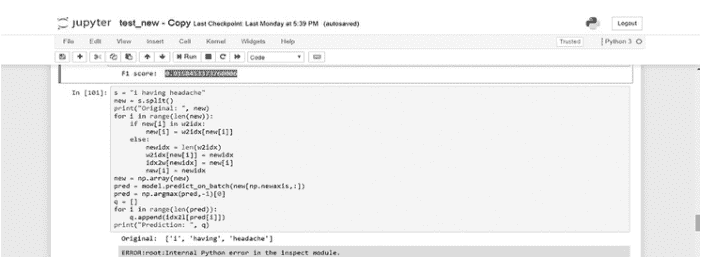 jupyter test_new - Copy Last Checkpoint: Last Monday at 5:39 PM (autosaved)
Logout
File Edit View Insert Cell Kernel Widgets Help
Trusted Python 3
Run Code
F1 score:
In [101]: s = "i having headache"
new = s.split()
print("Original: ", new)
for i in range(len(new)):
if new[i] in w2idx:
new[i] = w2idx[new[i]]
else:
newidx = len(w2idx)
w2idx[new[i]] = newidx
idx2w[newidx] = new[i]
new[i] = newidx
new = np.array(new)
pred = model.predict_on_batch(new[np.newaxis,:])
pred = np.argmax(pred,-1)[0]
q = []
for i in range(len(pred)):
q.append(idx2l[pred[i]])
print("Prediction: ", q)
Original: ['i', 'having', 'headache']
ERROR:root:Internal Python error in the inspect module.